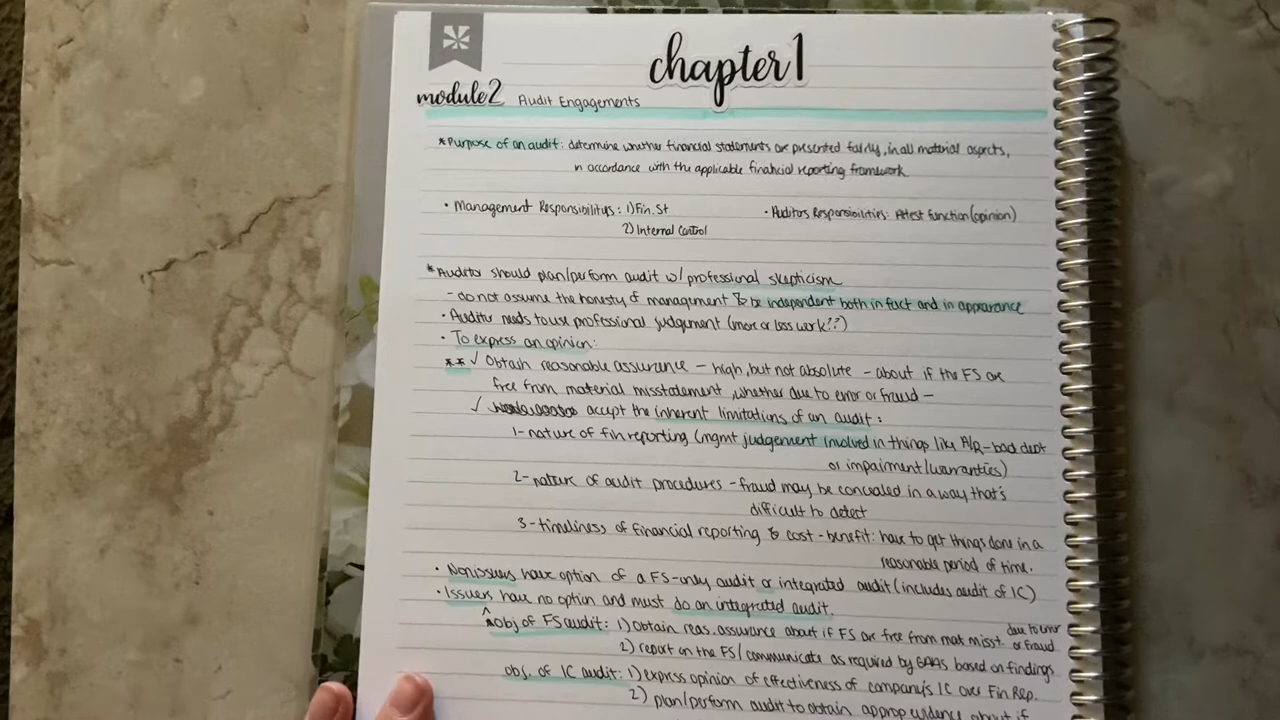 chapter 1
module 2 Audit Engagements
*Purpose of an audit: determine whether financial statements are presented fairly, in all material aspects,
in accordance with the applicable financial reporting framework
• Management Responsibilities: 1) Fin. St
• Auditors Responsibilities: Attest function (opinion)
2) Internal Control
*Auditor should plan/perform audit w/ professional skepticism
- do not assume the honesty of management & be independent both in fact and in appearance
• Auditor needs to use professional judgement (more or less work??)
• To express an opinion:
** ✓ Obtain reasonable assurance - high, but not absolute - about if the FS are
free from material misstatement, whether due to error or fraud -
✓ accept the inherent limitations of an audit:
1- nature of fin reporting (mgmt judgement involved in things like A/R - bad dept
or impairment/warranties)
2- nature of audit procedures - fraud may be concealed in a way that's
difficult to detect
3- timeliness of financial reporting & cost-benefit: have to get things done in a
reasonable period of time.
• Nonissuers have option of a FS-only audit or integrated audit (includes audit of IC)
• Issuers have no option and must do an integrated audit.
obj of FS audit: 1) obtain reas. assurance about if FS are free from mat misst. due to error or fraud
2) report on the FS/communicate as required by GAAS based on findings
obj. of IC audit: 1) express opinion of effectiveness of company's IC over Fin Rep.
2) plan/perform audit to obtain approp evidence about if